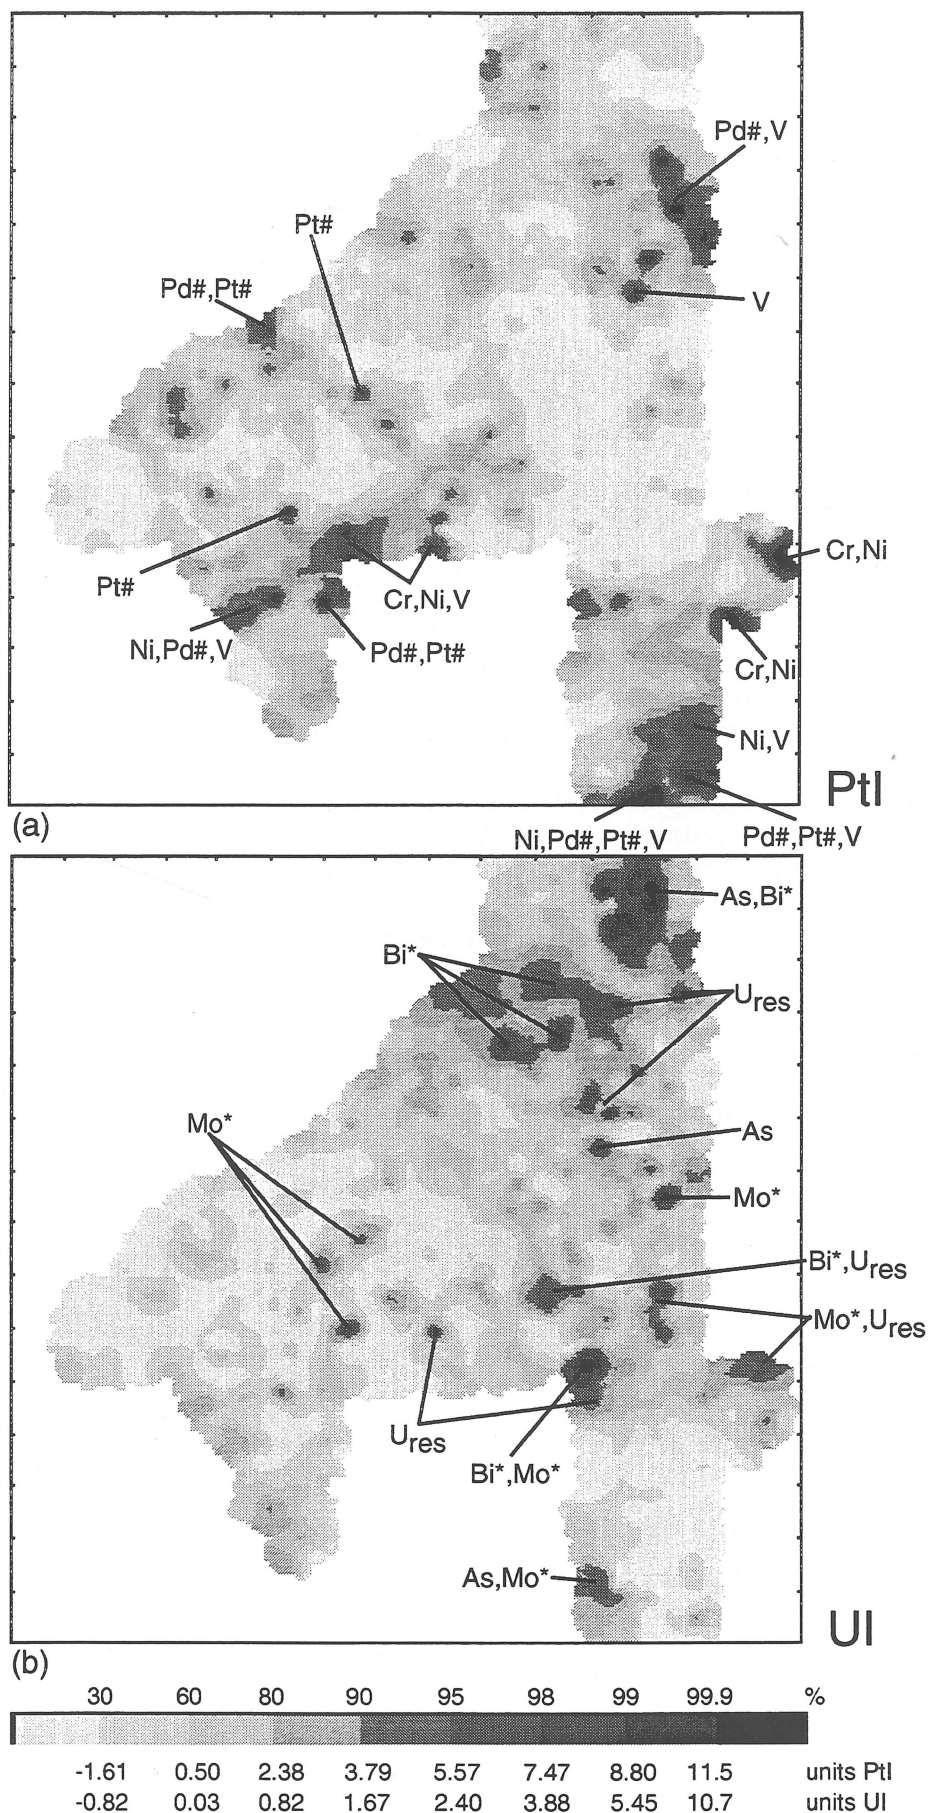 Pd#,V
Pt#
Pd#,Pt#
V
Cr,Ni
Pt#
Cr,Ni,V
Ni,Pd#,V
Pd#,Pt#
Cr,Ni
Ni,V
PtI
(a)
Ni,Pd#,Pt#,V
Pd#,Pt#,V
As,Bi*
Bi*
Ures
Mo*
As
Mo*
Bi*,Ures
Mo*,Ures
Ures
Bi*,Mo*
As,Mo*
UI
(b)
30 60 80 90 95 98 99 99.9 %
-1.61 0.50 2.38 3.79 5.57 7.47 8.80 11.5 units PtI
-0.82 0.03 0.82 1.67 2.40 3.88 5.45 10.7 units UI